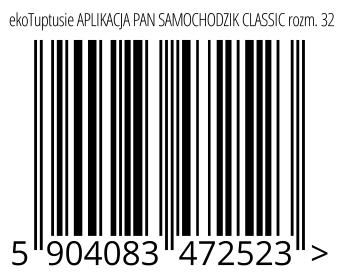 ekoTuptusie APLIKACJA PAN SAMOCHODZIK CLASSIC rozm. 32
5 904083 472523 >